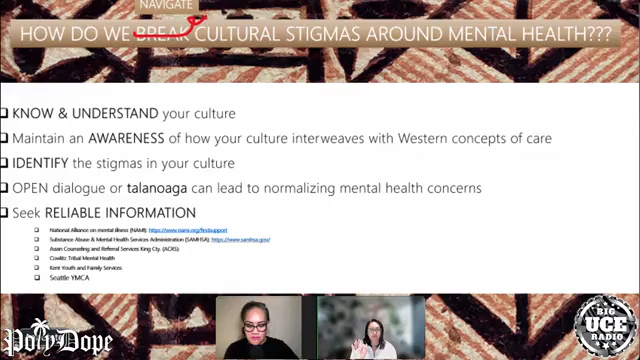 NAVIGATE
HOW DO WE BREAK CULTURAL STIGMAS AROUND MENTAL HEALTH???
KNOW & UNDERSTAND your culture
Maintain an AWARENESS of how your culture interweaves with Western concepts of care
IDENTIFY the stigmas in your culture
OPEN dialogue or talanoaga can lead to normalizing mental health concerns
Seek RELIABLE INFORMATION
National Alliance on mental illness (NAMI): https://www.nami.org/findsupport
Substance Abuse & Mental Health Services Administration (SAMHSA): https://www.samhsa.gov/
Asian Counseling and Referral Services King Cty. (ACRS):
Cowlitz Tribal Mental Health
Kent Youth and Family Services:
Seattle YMCA
PolyDope
BIG
UCE
RADIO